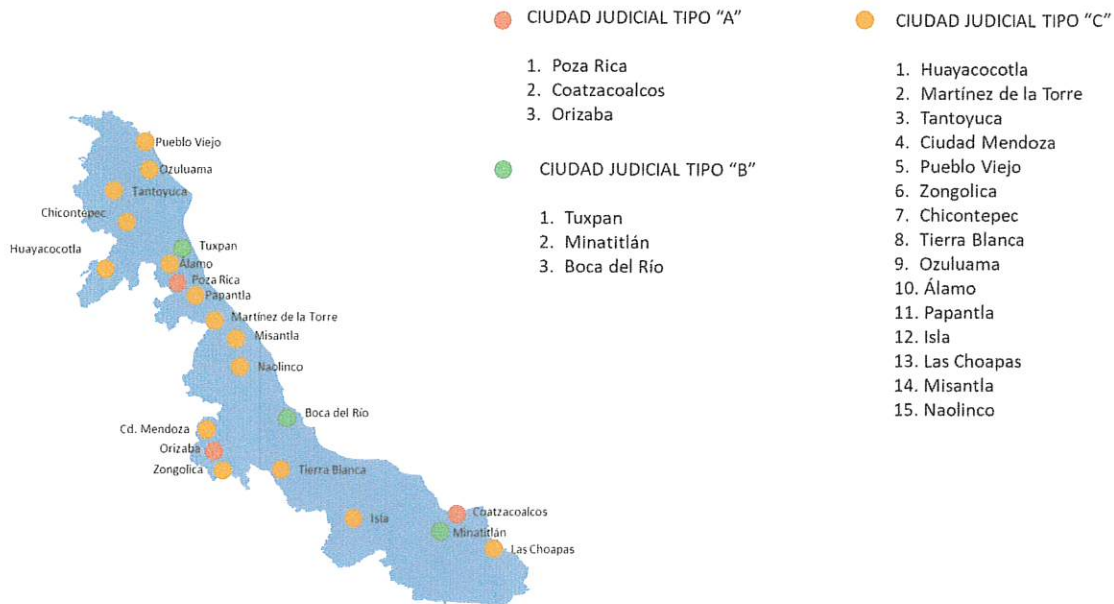 CIUDAD JUDICIAL TIPO "A"
1. Poza Rica
2. Coatzacoalcos
3. Orizaba
CIUDAD JUDICIAL TIPO "B"
1. Tuxpan
2. Minatitlán
3. Boca del Río
CIUDAD JUDICIAL TIPO "C"
1. Huayacocotla
2. Martínez de la Torre
3. Tantoyuca
4. Ciudad Mendoza
5. Pueblo Viejo
6. Zongolica
7. Chicontepec
8. Tierra Blanca
9. Ozuluama
10. Álamo
11. Papantla
12. Isla
13. Las Choapas
14. Misantla
15. Naolinco
Pueblo Viejo
Ozuluama
Tantoyuca
Chicontepec
Tuxpan
Huayacocotla
Álamo
Poza Rica
Papantla
Martínez de la Torre
Misantla
Naolinco
Boca del Río
Cd. Mendoza
Orizaba
Zongolica
Tierra Blanca
Coatzacoalcos
Isla
Minatitlán
Las Choapas